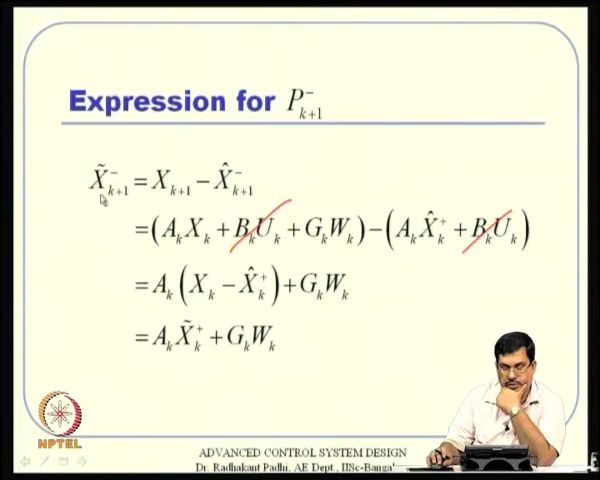 Expression for P⁻ₖ₊₁
X̃⁻ₖ₊₁ = Xₖ₊₁ − X̂⁻ₖ₊₁
= (AₖXₖ + BₖUₖ + GₖWₖ) − (AₖX̂ₖ⁺ + BₖUₖ)
= Aₖ(Xₖ − X̂ₖ⁺) + GₖWₖ
= AₖX̃ₖ⁺ + GₖWₖ
NPTEL
ADVANCED CONTROL SYSTEM DESIGN
Dr. Radhakant Padhi, AE Dept., IISc-Banga